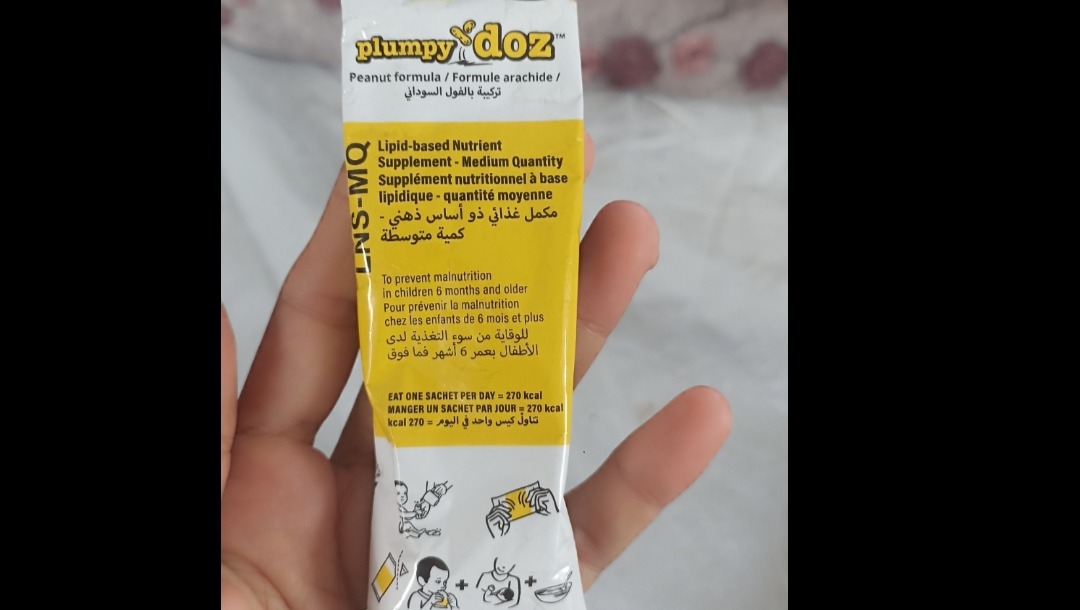 plumpy doz™
Peanut formula / Formule arachide /
تركيبة بالفول السوداني
LNS-MQ
Lipid-based Nutrient
Supplement - Medium Quantity
Supplément nutritionnel à base
lipidique - quantité moyenne
مكمل غذائي ذو أساس ذهني -
كمية متوسطة
To prevent malnutrition
in children 6 months and older
Pour prévenir la malnutrition
chez les enfants de 6 mois et plus
للوقاية من سوء التغذية لدى
الأطفال بعمر 6 أشهر فما فوق
EAT ONE SACHET PER DAY = 270 kcal
MANGER UN SACHET PAR JOUR = 270 kcal
تناول كيس واحد في اليوم = 270 kcal